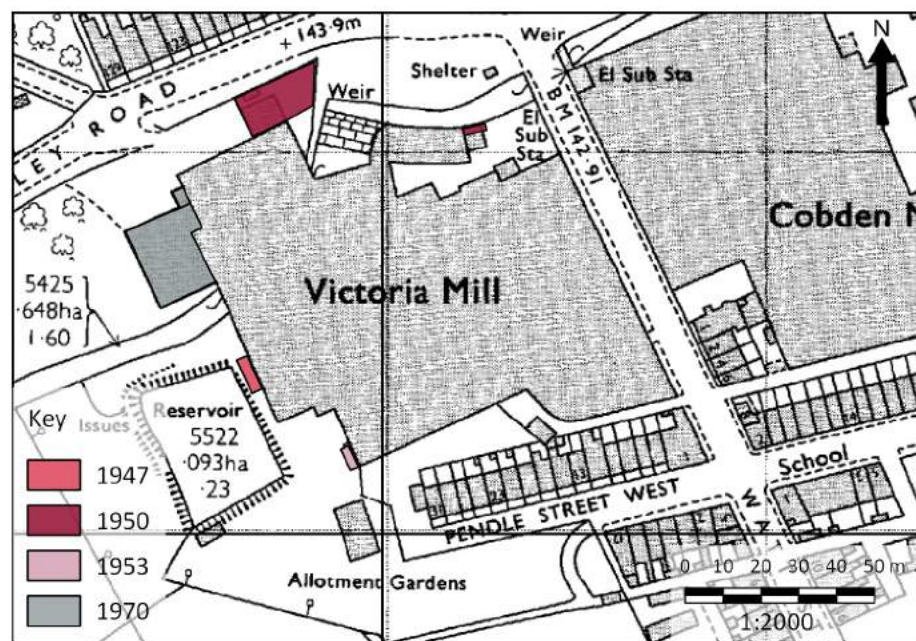 143·9m
Weir
N
Shelter
El Sub Sta
LEY ROAD
Weir
El
Sub
Sta
BM 142·91
Cobden M
5425
·648ha
1·60
Victoria Mill
Reservoir
5522
·093ha
·23
Issues
Key
1947
1950
1953
1970
School
PENDLE STREET WEST
W A
Allotment Gardens
0 10 20 30 40 50 m
1:2000